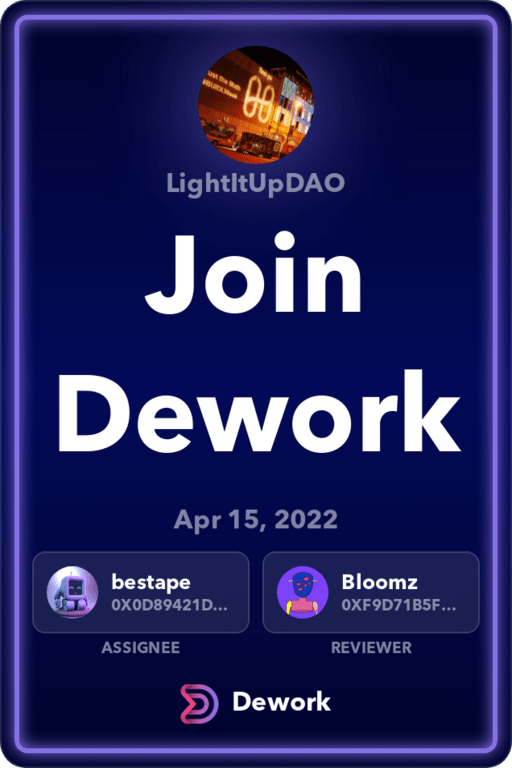 LightItUpDAO
Join
Dework
Apr 15, 2022
bestape
0X0D89421D...
ASSIGNEE
Bloomz
0XF9D71B5F...
REVIEWER
Dework